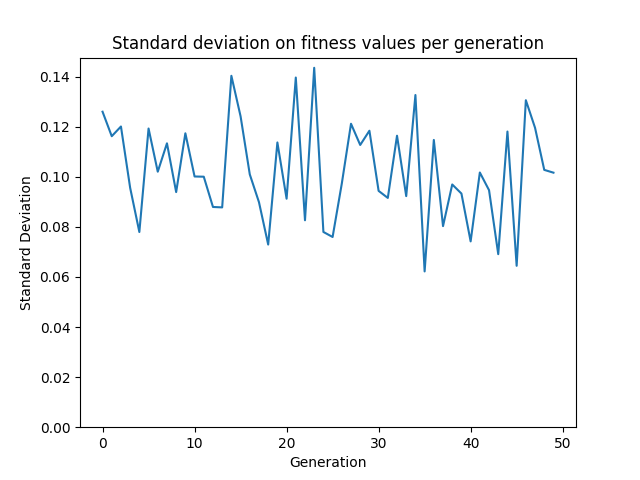 Standard deviation on fitness values per generation
0.14
0.12
0.10
0.08
0.06
0.04
0.02
0.00
Standard Deviation
0 10 20 30 40 50
Generation